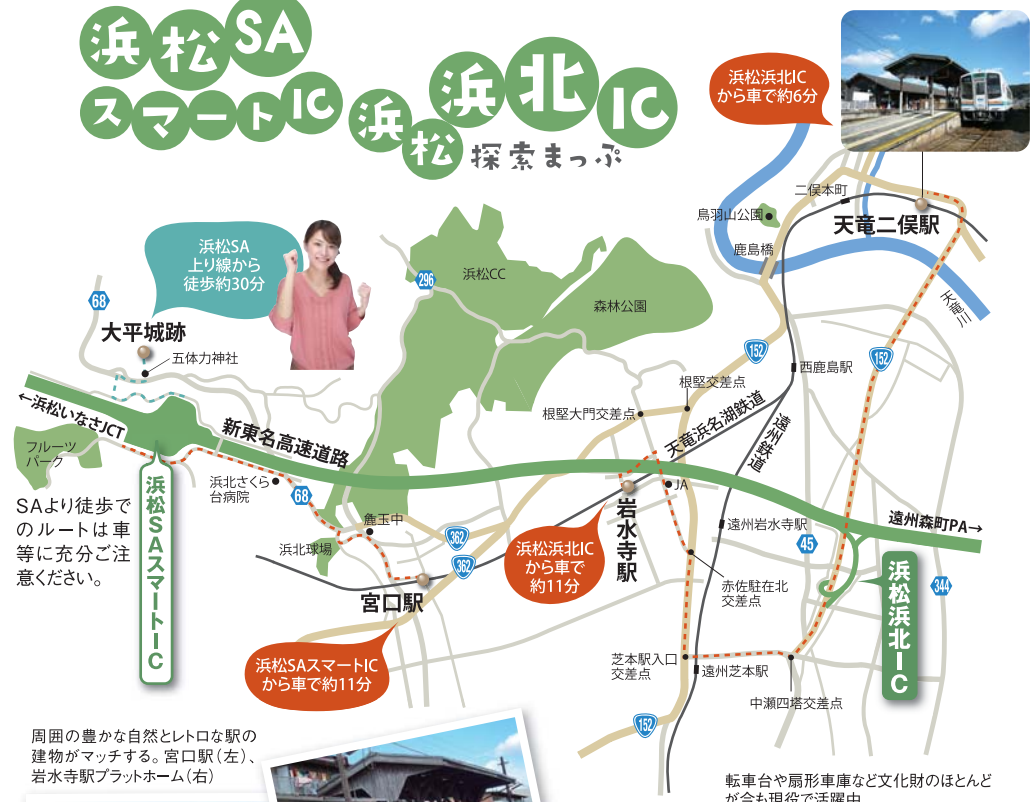 浜松SA
スマートIC
浜松
浜北IC
探索まっぷ
浜松浜北IC
から車で約6分
二俣本町
鳥羽山公園
天竜二俣駅
鹿島橋
天竜川
浜松SA
上り線から
徒歩約30分
296
浜松CC
森林公園
68
大平城跡
五体力神社
152
152
西鹿島駅
根堅交差点
根堅大門交差点
天竜浜名湖鉄道
遠州鉄道
←浜松いなさJCT
新東名高速道路
フルーツ
パーク
浜北さくら
台病院
68
JA
岩水寺駅
SAより徒歩で
のルートは車
等に充分ご注
意ください。
浜松SAスマートIC
麁玉中
浜北球場
362
362
宮口駅
浜松浜北IC
から車で
約11分
遠州岩水寺駅
45
遠州森町PA→
赤佐駐在北
交差点
浜松浜北IC
344
浜松SAスマートIC
から車で約11分
芝本駅入口
交差点
遠州芝本駅
中瀬四塔交差点
152
周囲の豊かな自然とレトロな駅の
建物がマッチする。宮口駅（左）、
岩水寺駅プラットホーム（右）
転車台や扇形車庫など文化財のほとんど
が今も現役で活躍中